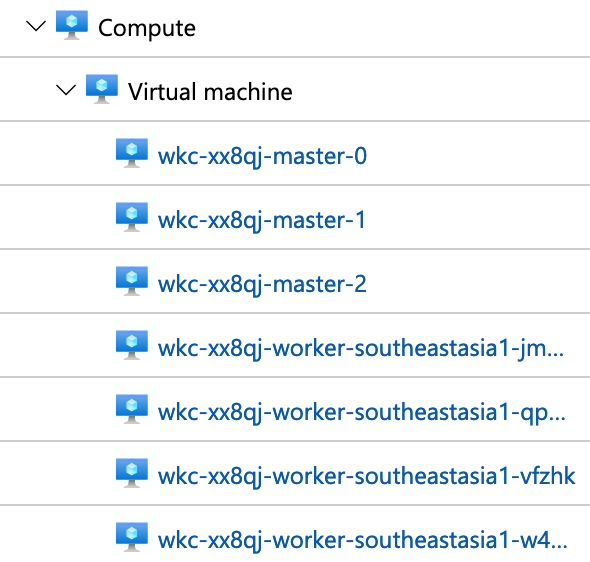 Compute
Virtual machine
wkc-xx8qj-master-0
wkc-xx8qj-master-1
wkc-xx8qj-master-2
wkc-xx8qj-worker-southeastasia1-jm...
wkc-xx8qj-worker-southeastasia1-qp...
wkc-xx8qj-worker-southeastasia1-vfzhk
wkc-xx8qj-worker-southeastasia1-w4...